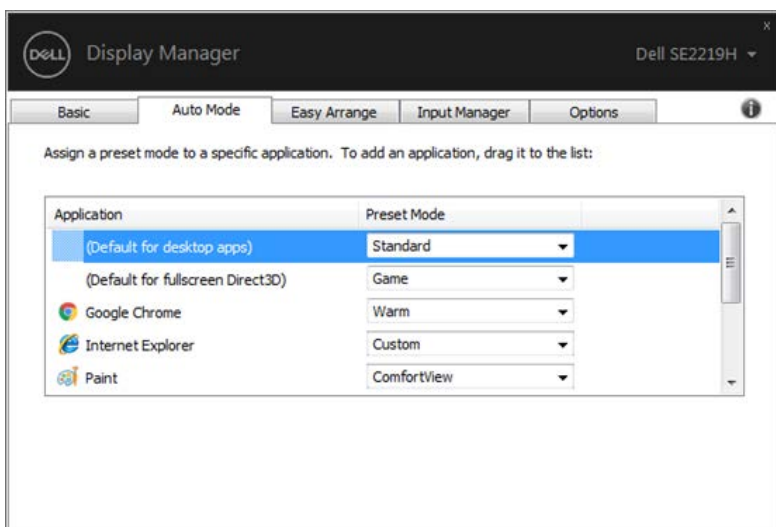 DELL Display Manager
x
Dell SE2219H
Basic Auto Mode Easy Arrange Input Manager Options
Assign a preset mode to a specific application. To add an application, drag it to the list:
Application Preset Mode
(Default for desktop apps) Standard
(Default for fullscreen Direct3D) Game
Google Chrome Warm
Internet Explorer Custom
Paint ComfortView